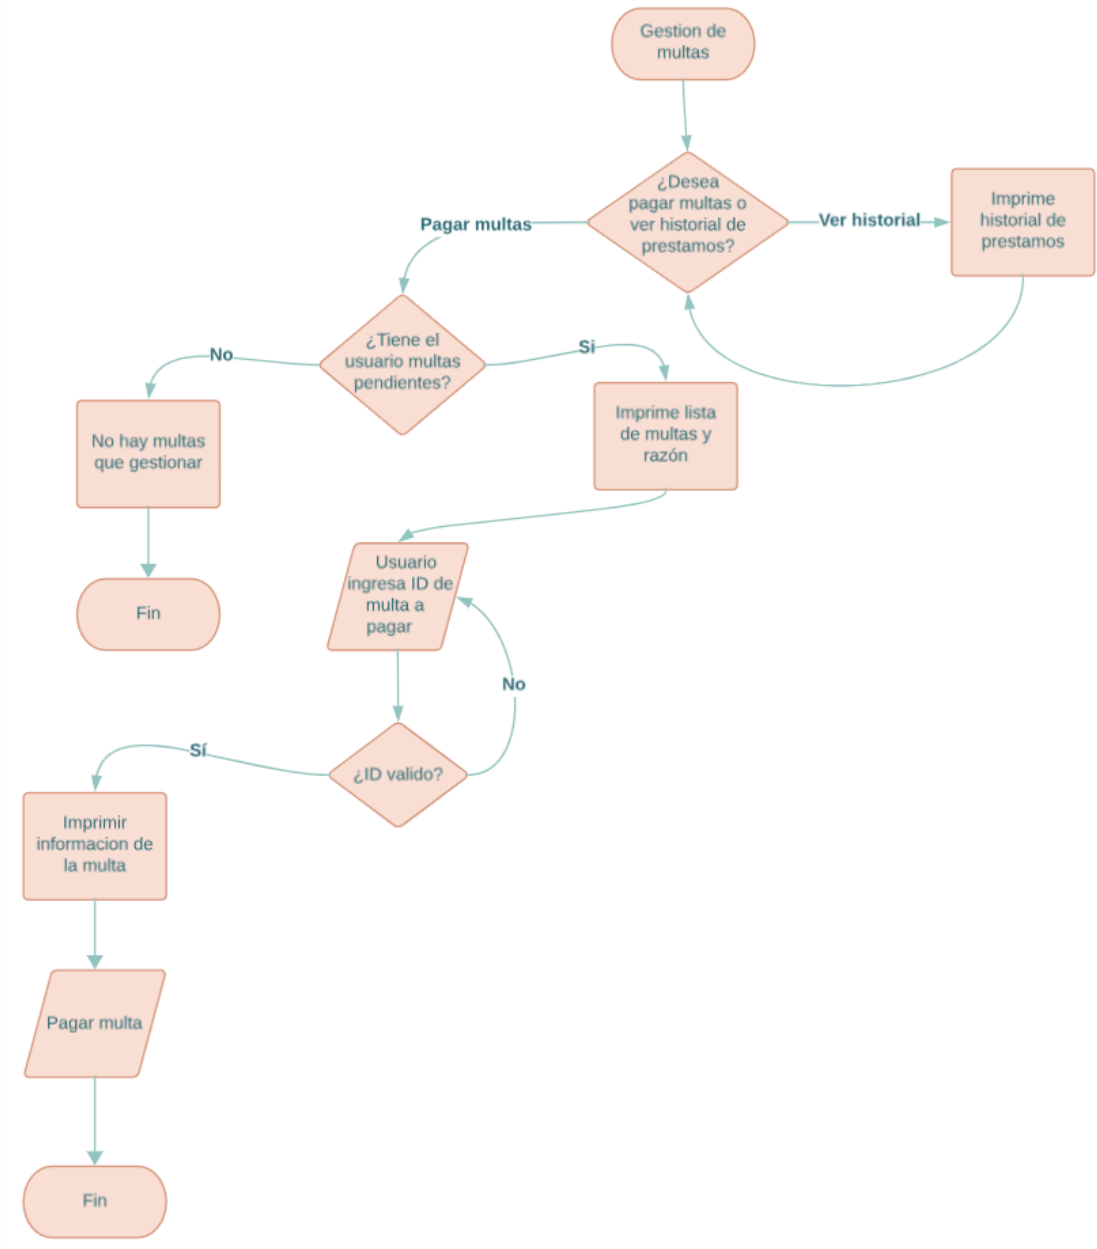 Gestion de
multas
¿Desea
pagar multas o
ver historial de
prestamos?
Ver historial
Imprime
historial de
prestamos
Pagar multas
¿Tiene el
usuario multas
pendientes?
No
No hay multas
que gestionar
Fin
Si
Imprime lista
de multas y
razón
Usuario
ingresa ID de
multa a
pagar
No
¿ID valido?
Sí
Imprimir
informacion de
la multa
Pagar multa
Fin